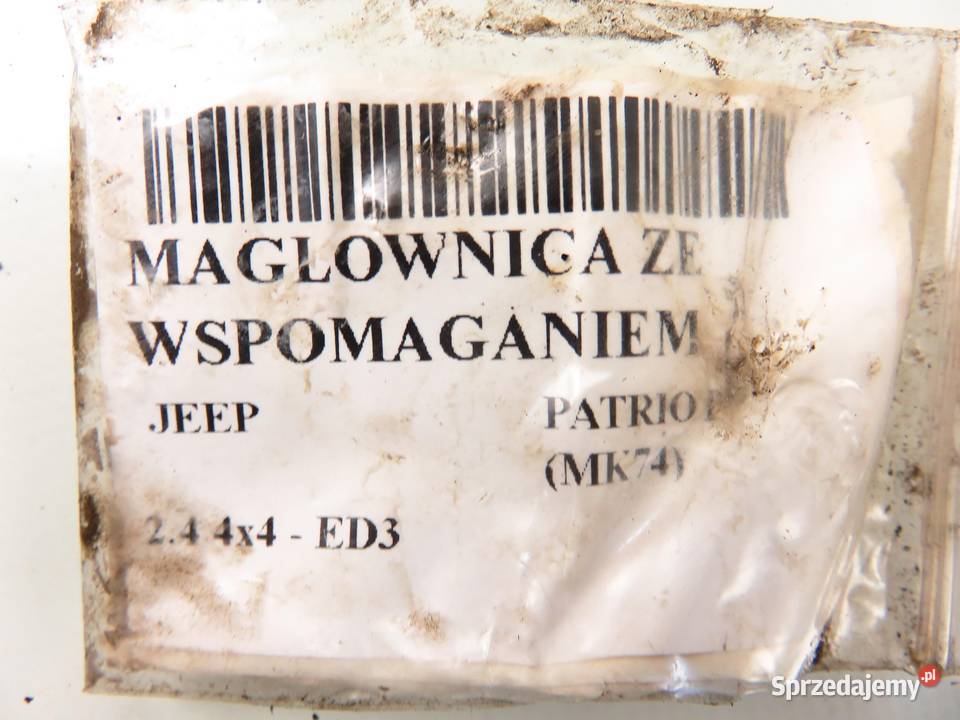 MAGLOWNICA ZE
WSPOMAGANIEM
JEEP PATRIOT
(MK74)
2.4 4x4 - ED3
Sprzedajemy.pl